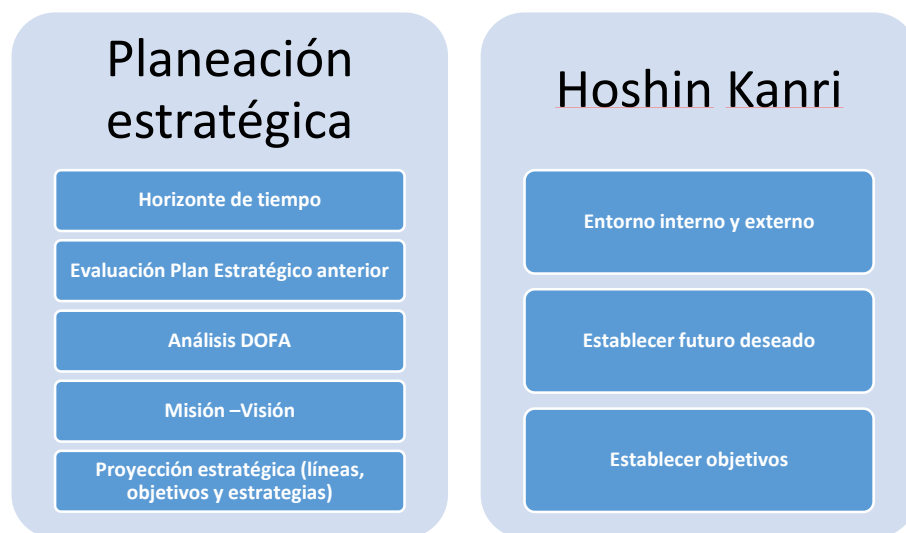 Planeación
estratégica
Horizonte de tiempo
Evaluación Plan Estratégico anterior
Análisis DOFA
Misión –Visión
Proyección estratégica (líneas,
objetivos y estrategias)
Hoshin Kanri
Entorno interno y externo
Establecer futuro deseado
Establecer objetivos